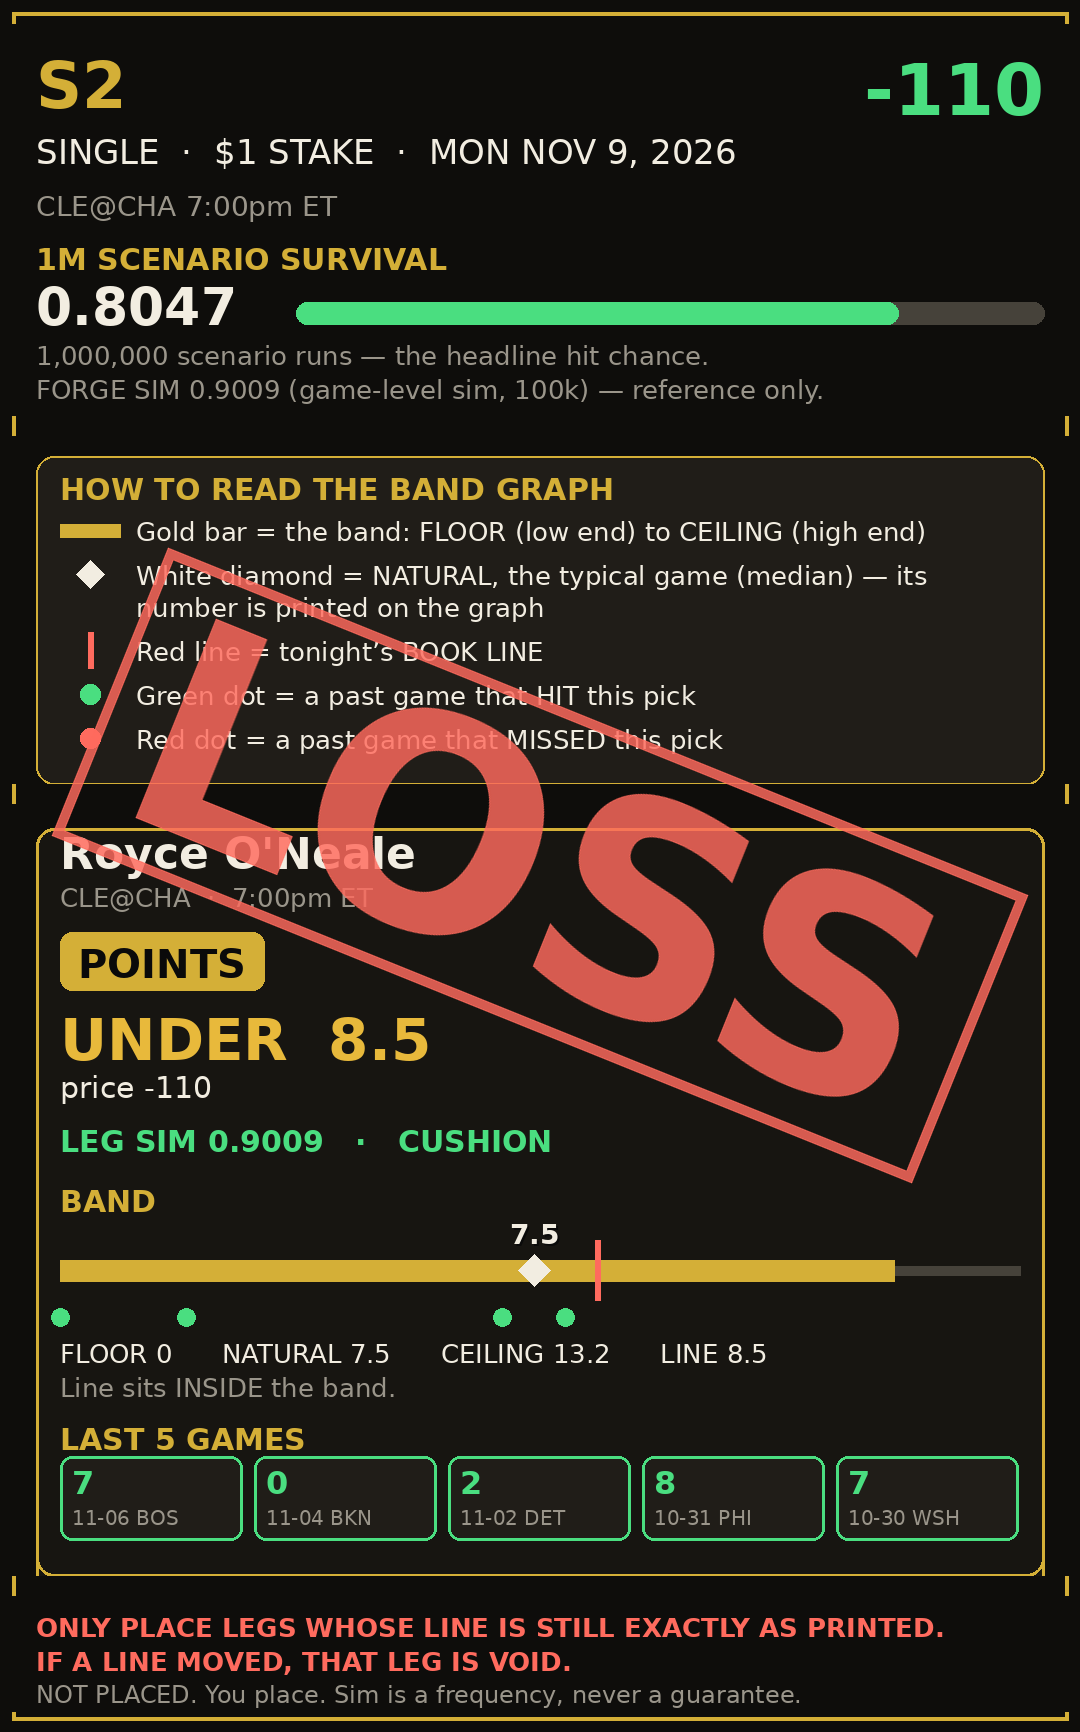 S2
-110
SINGLE · $1 STAKE · MON NOV 9, 2026
CLE@CHA 7:00pm ET
1M SCENARIO SURVIVAL
0.8047
1,000,000 scenario runs — the headline hit chance.
FORGE SIM 0.9009 (game-level sim, 100k) — reference only.
HOW TO READ THE BAND GRAPH
Gold bar = the band: FLOOR (low end) to CEILING (high end)
White diamond = NATURAL, the typical game (median) — its
number is printed on the graph
Red line = tonight’s BOOK LINE
Green dot = a past game that HIT this pick
Red dot = a past game that MISSED this pick
LOSS
Royce O'Neale
CLE@CHA · 7:00pm ET
POINTS
UNDER 8.5
price -110
LEG SIM 0.9009 · CUSHION
BAND
7.5
FLOOR 0 NATURAL 7.5 CEILING 13.2 LINE 8.5
Line sits INSIDE the band.
LAST 5 GAMES
7 0 2 8 7
11-06 BOS 11-04 BKN 11-02 DET 10-31 PHI 10-30 WSH
ONLY PLACE LEGS WHOSE LINE IS STILL EXACTLY AS PRINTED.
IF A LINE MOVED, THAT LEG IS VOID.
NOT PLACED. You place. Sim is a frequency, never a guarantee.